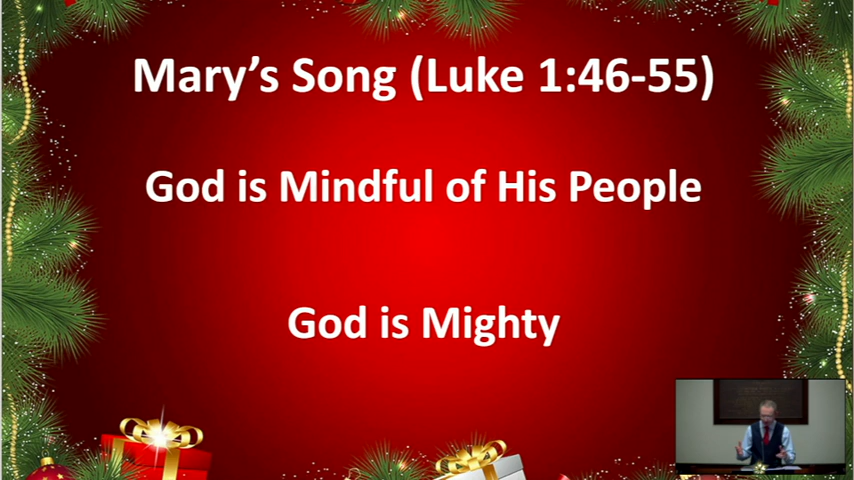 Mary’s Song (Luke 1:46-55)
God is Mindful of His People
God is Mighty